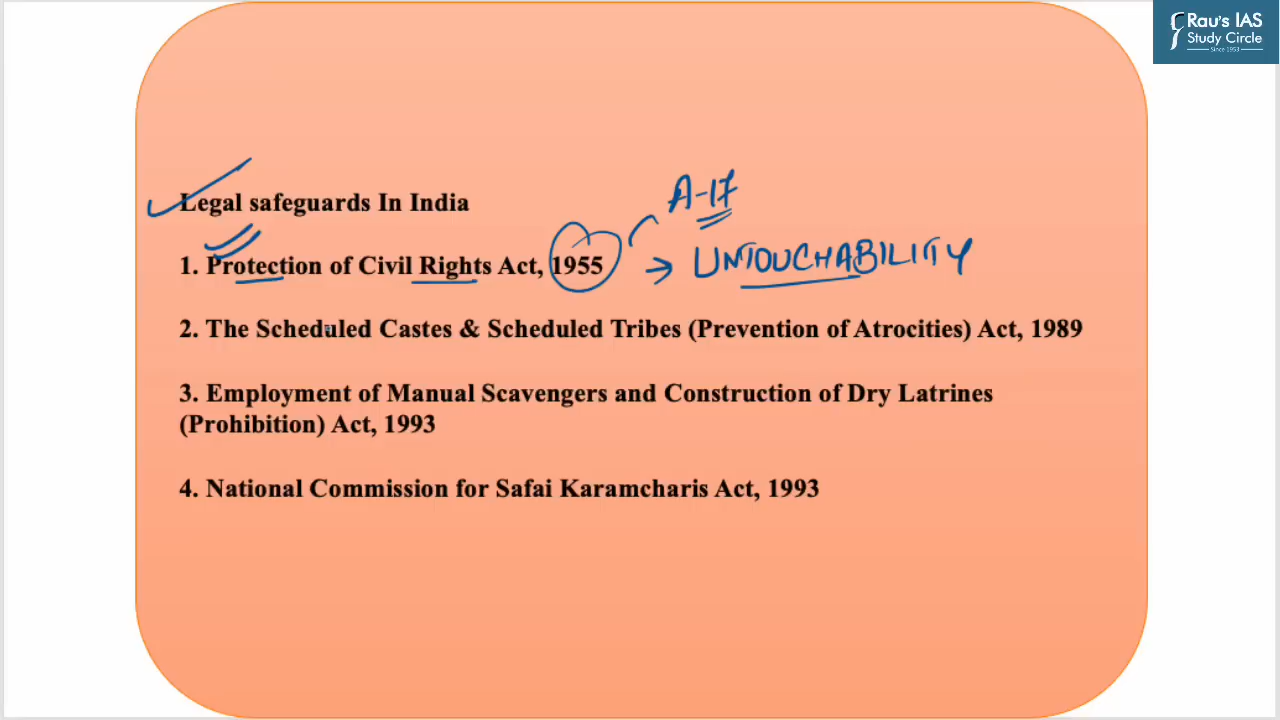 Rau's IAS
Study Circle
Since 1953
A-17
Legal safeguards In India
1. Protection of Civil Rights Act, 1955 → UNTOUCHABILITY
2. The Scheduled Castes & Scheduled Tribes (Prevention of Atrocities) Act, 1989
3. Employment of Manual Scavengers and Construction of Dry Latrines
(Prohibition) Act, 1993
4. National Commission for Safai Karamcharis Act, 1993